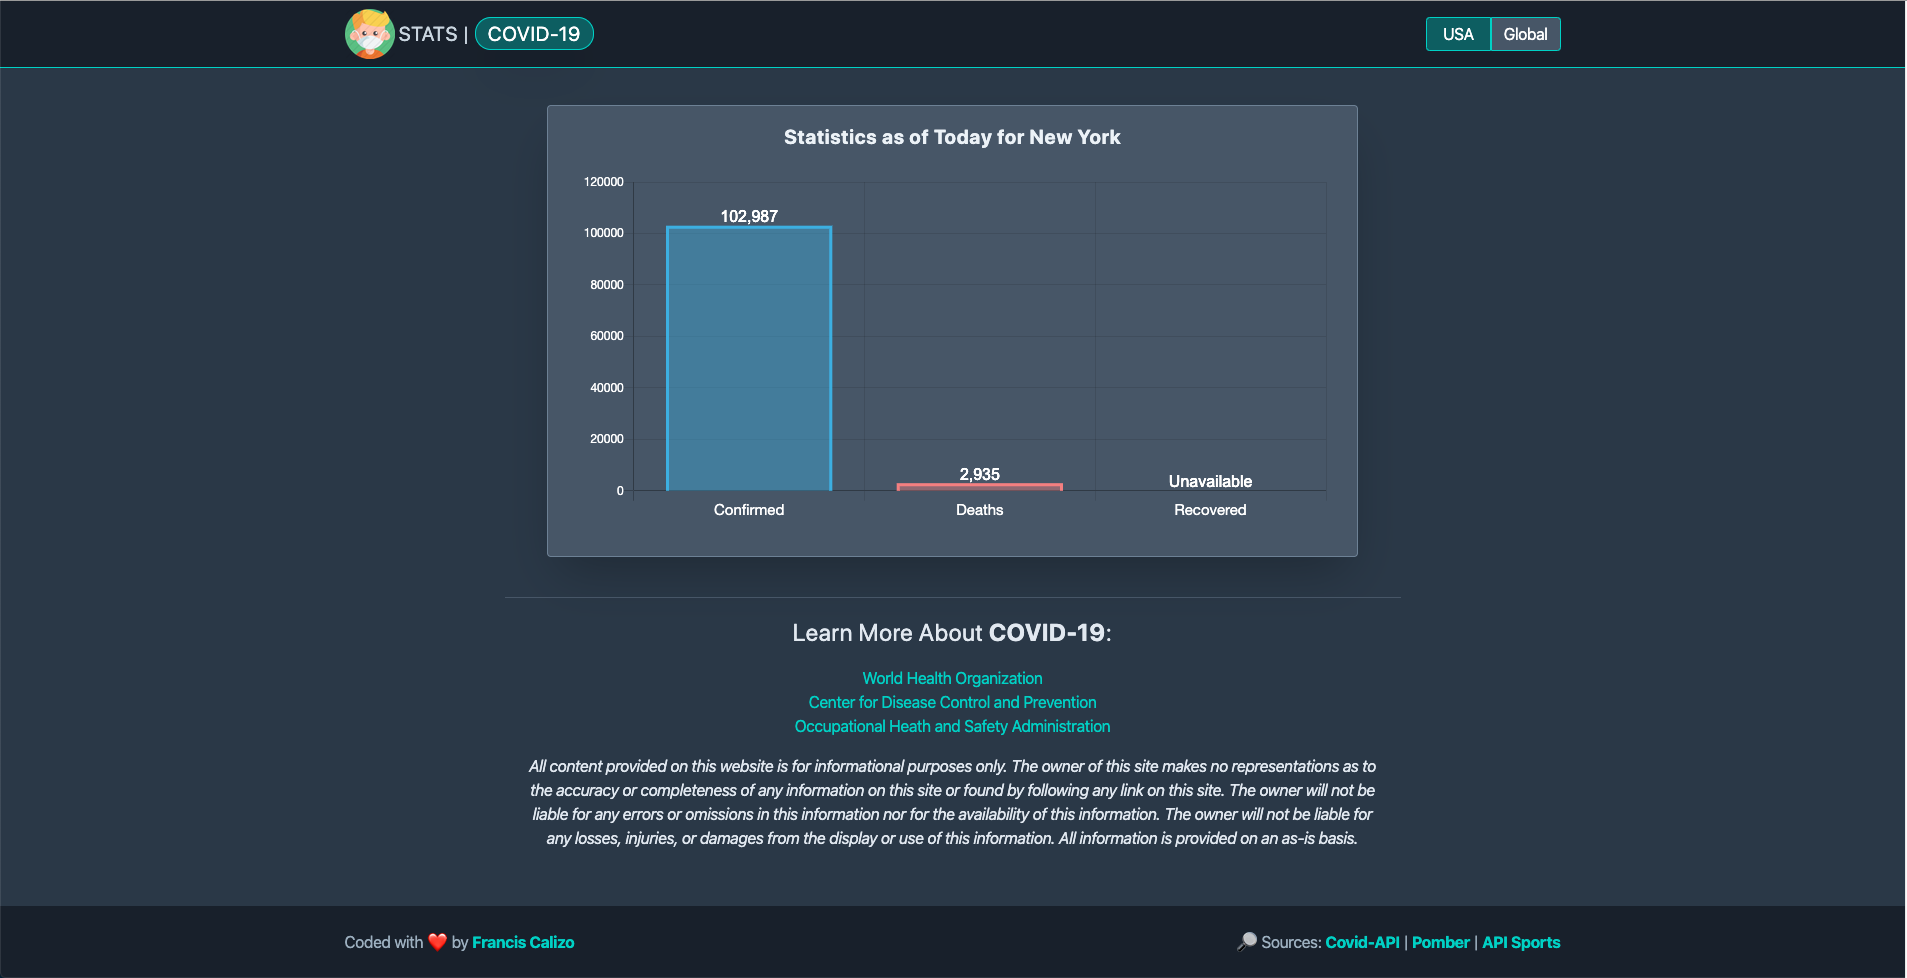 STATS | COVID-19
USA Global
Statistics as of Today for New York
120000
102,987
100000
80000
60000
40000
20000
2,935
Unavailable
0
Confirmed Deaths Recovered
Learn More About COVID-19:
World Health Organization
Center for Disease Control and Prevention
Occupational Heath and Safety Administration
All content provided on this website is for informational purposes only. The owner of this site makes no representations as to
the accuracy or completeness of any information on this site or found by following any link on this site. The owner will not be
liable for any errors or omissions in this information nor for the availability of this information. The owner will not be liable for
any losses, injuries, or damages from the display or use of this information. All information is provided on an as-is basis.
Coded with ❤️ by Francis Calizo
🔎 Sources: Covid-API | Pomber | API Sports